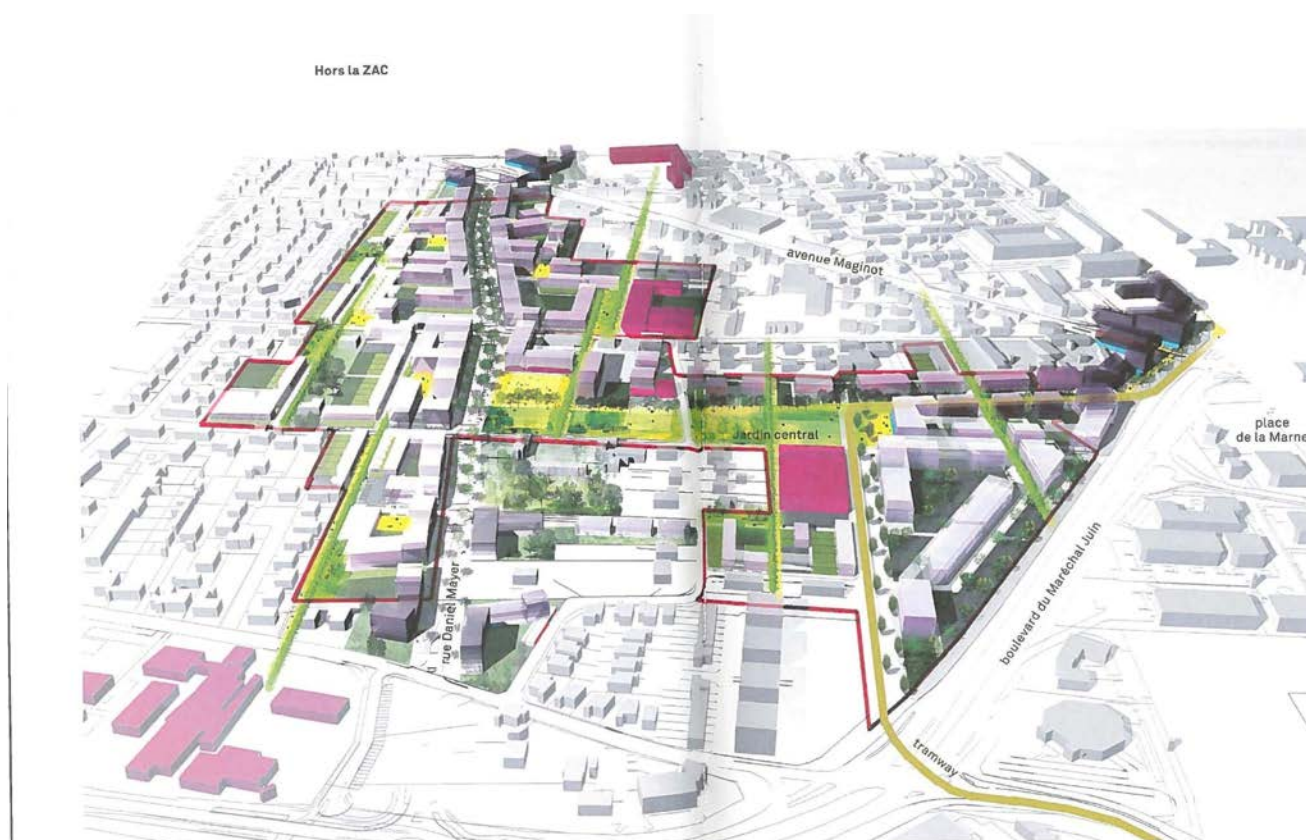 Hors la ZAC
avenue Maginot
Jardin central
place
de la Marne
rue Daniel Mayer
boulevard du Maréchal Juin
tramway